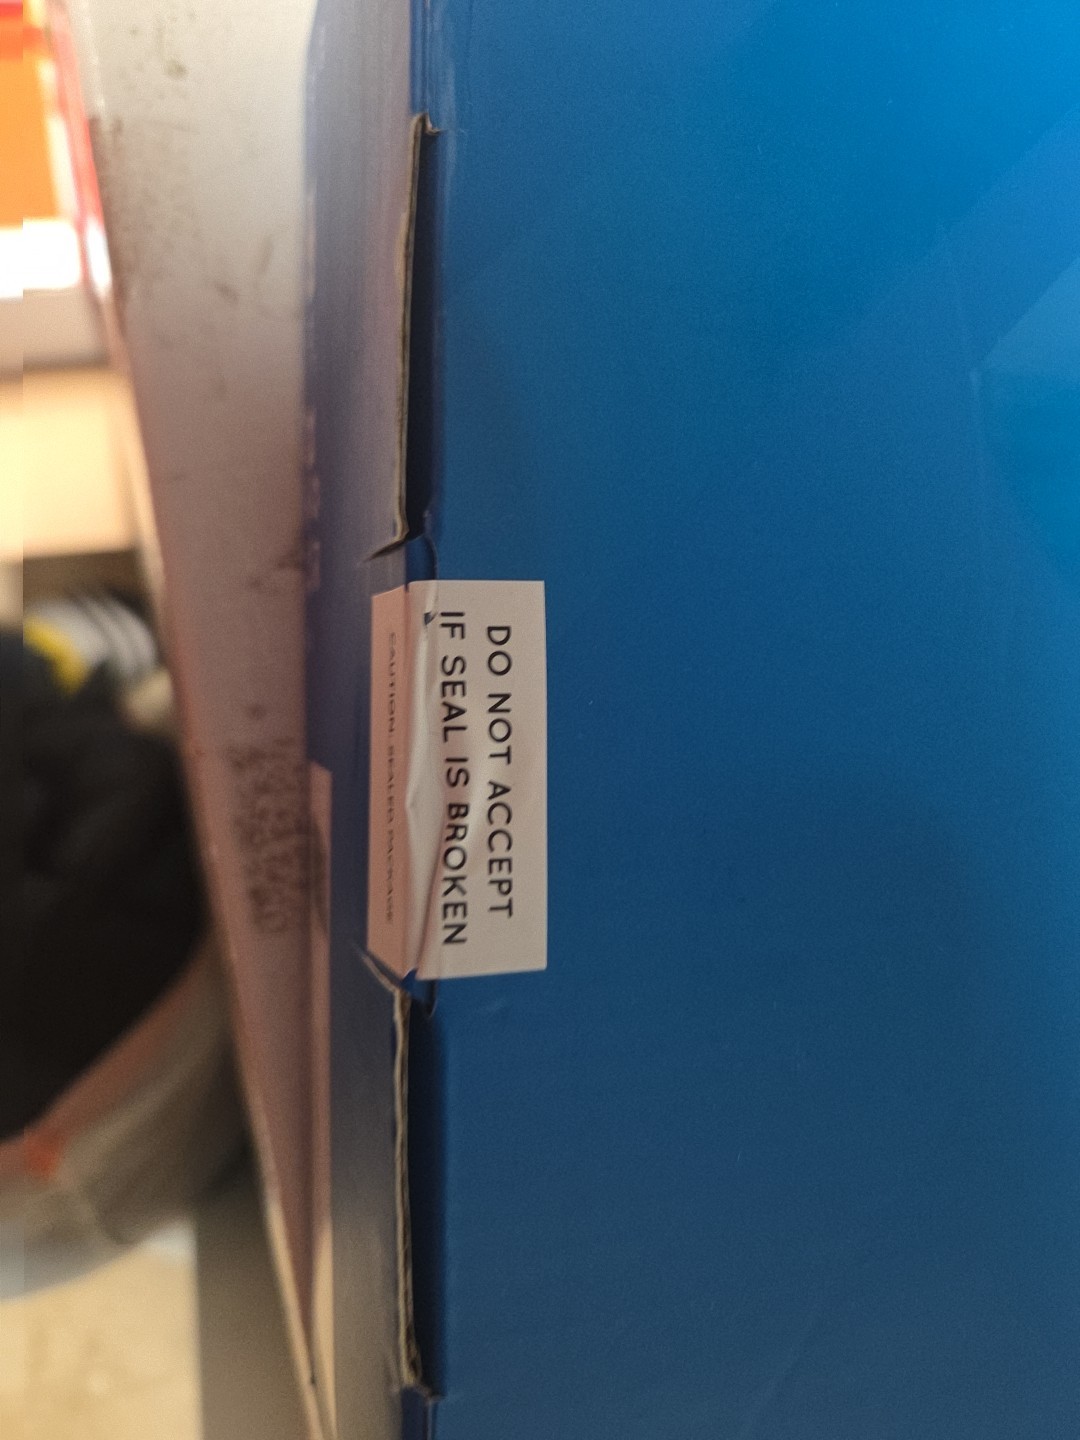 DO NOT ACCEPT
IF SEAL IS BROKEN
CAUTION: SEALED PACKAGE